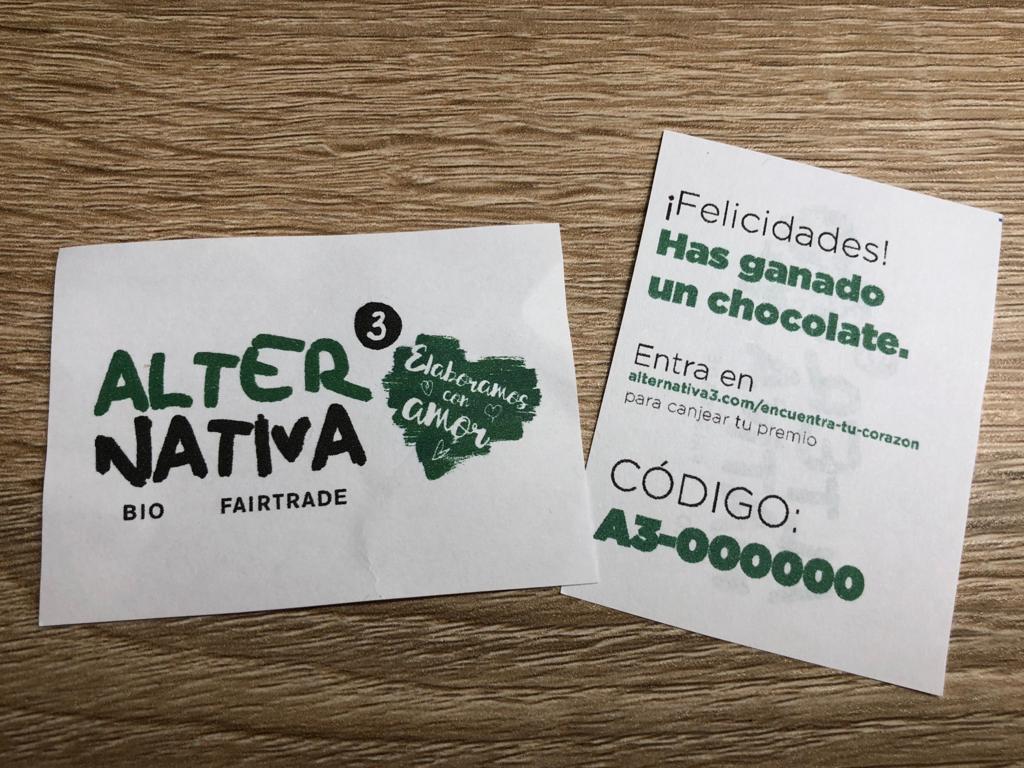 3
ALTER
NATIVA
BIO FAIRTRADE
Elaboramos
con
amor
¡Felicidades!
Has ganado
un chocolate.
Entra en
alternativa3.com/encuentra-tu-corazon
para canjear tu premio
CÓDIGO:
A3-000000